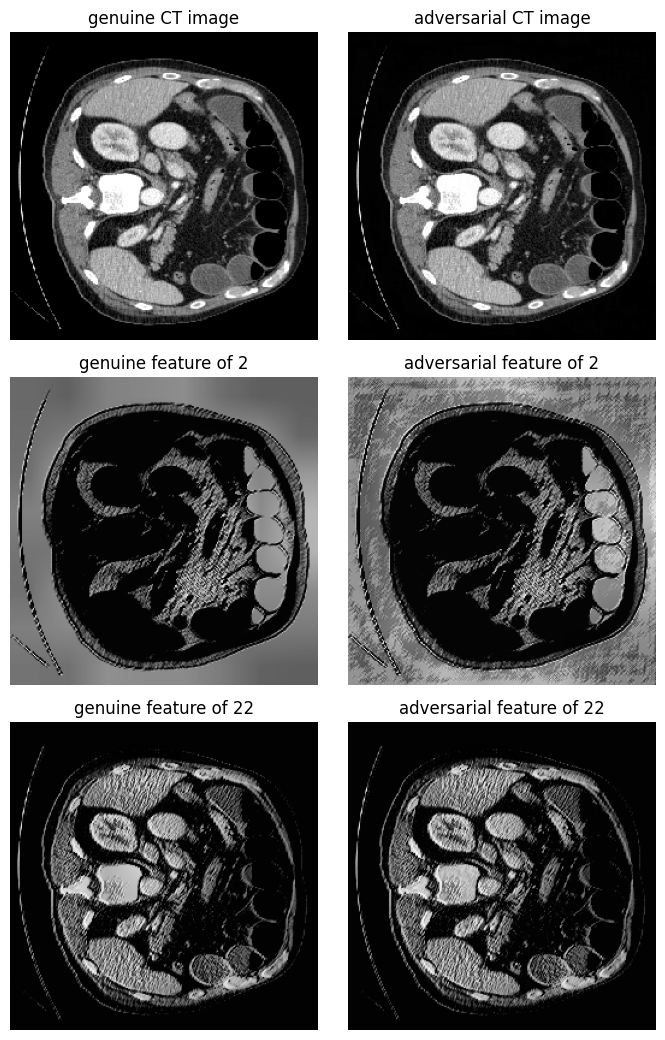 genuine CT image
adversarial CT image
genuine feature of 2
adversarial feature of 2
genuine feature of 22
adversarial feature of 22